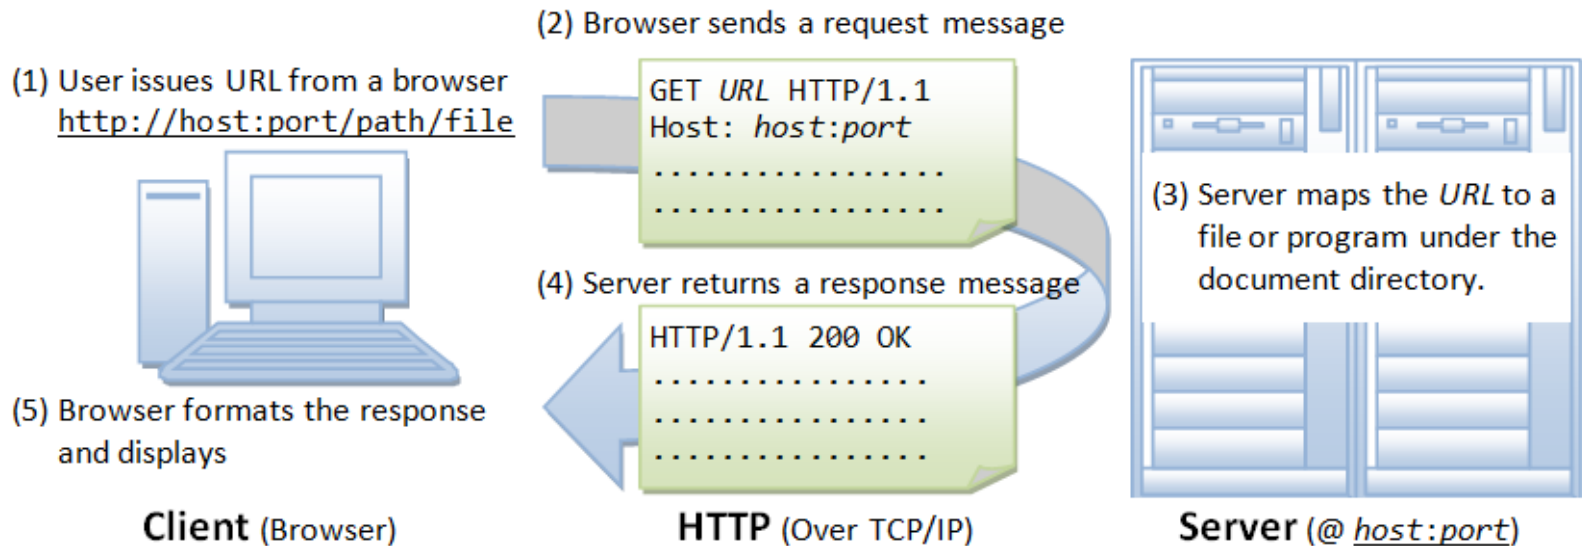 (1) User issues URL from a browser
http://host:port/path/file
(2) Browser sends a request message
GET URL HTTP/1.1
Host: host:port
..................
..................
(3) Server maps the URL to a
file or program under the
document directory.
(4) Server returns a response message
HTTP/1.1 200 OK
.................
.................
.................
(5) Browser formats the response
and displays
Client (Browser)
HTTP (Over TCP/IP)
Server (@ host:port)